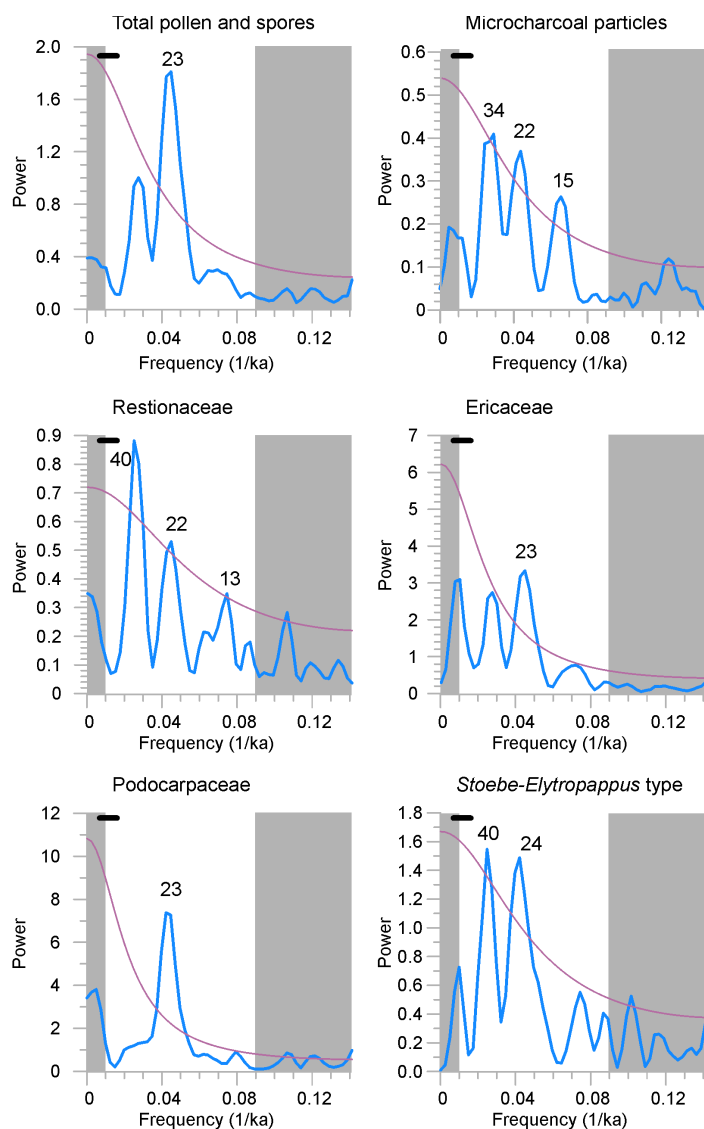 Total pollen and spores
2.0
1.6
1.2
0.8
0.4
0.0
Power
23
0 0.04 0.08 0.12
Frequency (1/ka)
Microcharcoal particles
0.6
0.5
0.4
0.3
0.2
0.1
0
Power
34
22
15
0 0.04 0.08 0.12
Frequency (1/ka)
Restionaceae
0.9
0.8
0.7
0.6
0.5
0.4
0.3
0.2
0.1
0
Power
40
22
13
0 0.04 0.08 0.12
Frequency (1/ka)
Ericaceae
7
6
5
4
3
2
1
0
Power
23
0 0.04 0.08 0.12
Frequency (1/ka)
Podocarpaceae
12
10
8
6
4
2
0
Power
23
0 0.04 0.08 0.12
Frequency (1/ka)
Stoebe-Elytropappus type
1.8
1.6
1.4
1.2
1.0
0.8
0.6
0.4
0.2
0.0
Power
40
24
0 0.04 0.08 0.12
Frequency (1/ka)